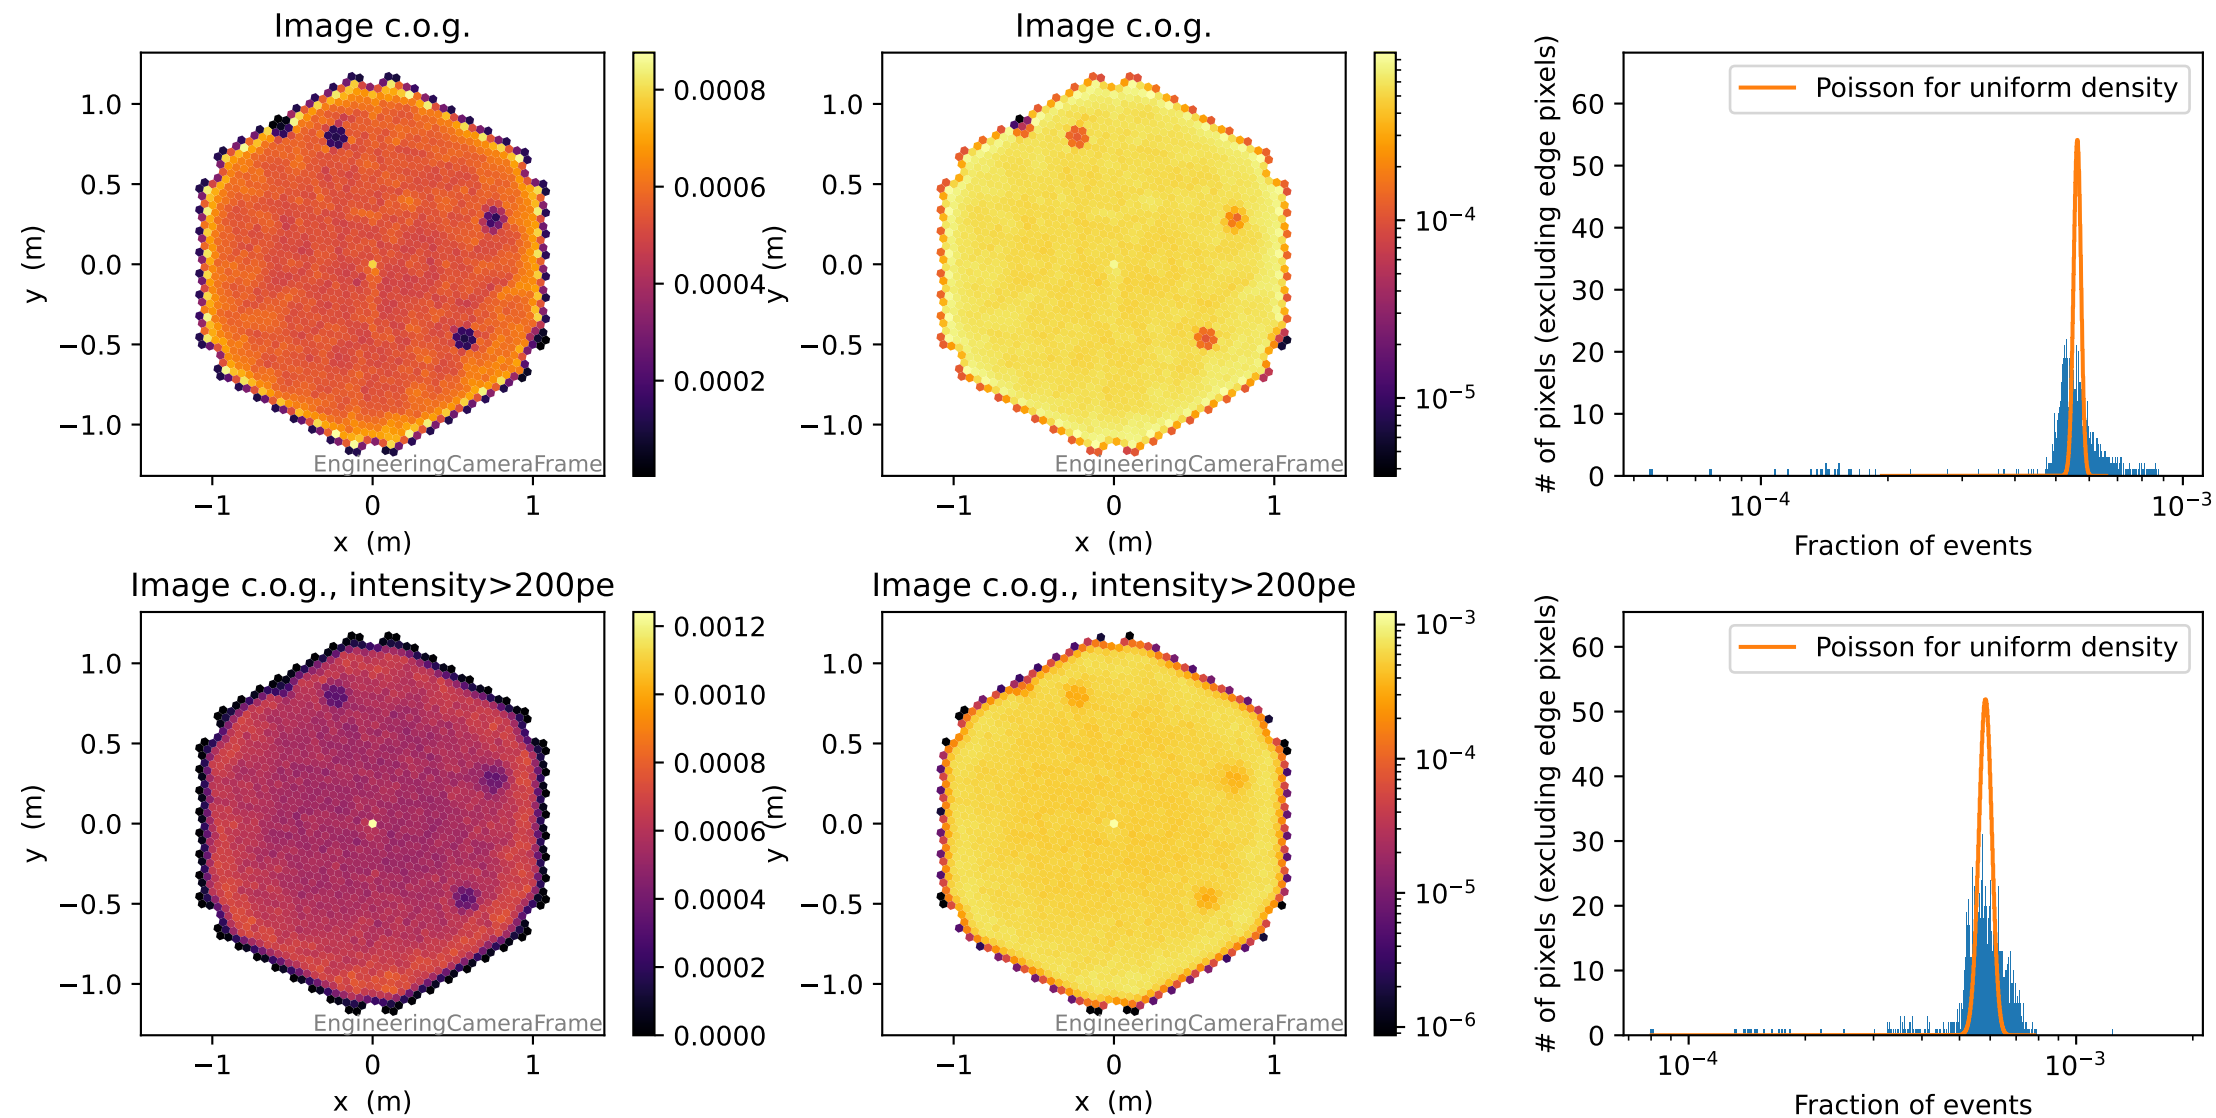 Image c.o.g.
Image c.o.g.
1.0
0.5
0.0
−0.5
−1.0
y (m)
−1 0 1
x (m)
EngineeringCameraFrame
0.0008
0.0006
0.0004
0.0002
1.0
0.5
0.0
−0.5
−1.0
y (m)
−1 0 1
x (m)
EngineeringCameraFrame
10⁻⁴
10⁻⁵
# of pixels (excluding edge pixels)
60
50
40
30
20
10
0
Poisson for uniform density
10⁻⁴ 10⁻³
Fraction of events
Image c.o.g., intensity>200pe
Image c.o.g., intensity>200pe
1.0
0.5
0.0
−0.5
−1.0
y (m)
−1 0 1
x (m)
EngineeringCameraFrame
0.0012
0.0010
0.0008
0.0006
0.0004
0.0002
0.0000
1.0
0.5
0.0
−0.5
−1.0
y (m)
−1 0 1
x (m)
EngineeringCameraFrame
10⁻³
10⁻⁴
10⁻⁵
10⁻⁶
# of pixels (excluding edge pixels)
60
50
40
30
20
10
0
Poisson for uniform density
10⁻⁴ 10⁻³
Fraction of events